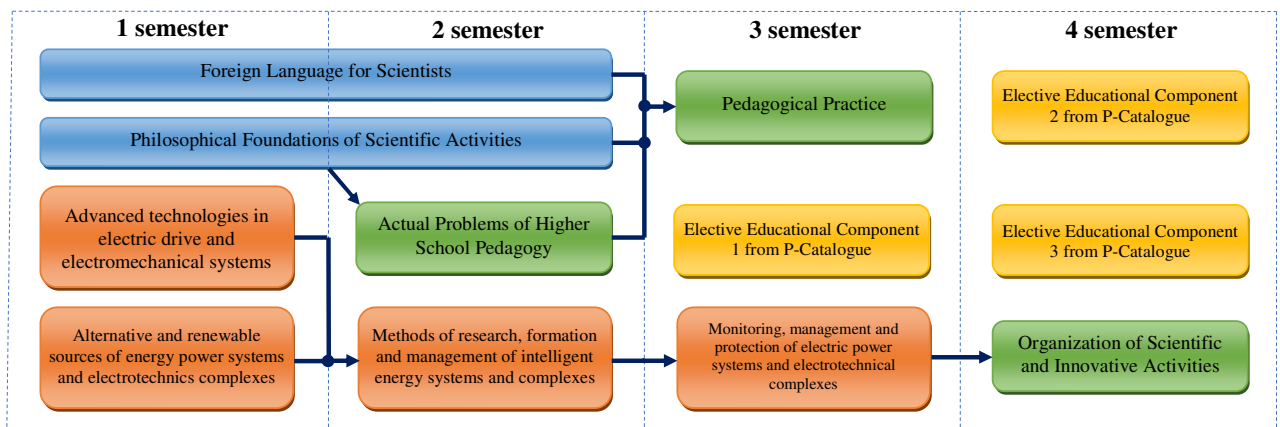 1 semester
2 semester
3 semester
4 semester
Foreign Language for Scientists
Philosophical Foundations of Scientific Activities
Pedagogical Practice
Elective Educational Component
2 from P-Catalogue
Advanced technologies in
electric drive and
electromechanical systems
Actual Problems of Higher
School Pedagogy
Elective Educational Component
1 from P-Catalogue
Elective Educational Component
3 from P-Catalogue
Alternative and renewable
sources of energy power systems
and electrotechnics complexes
Methods of research, formation
and management of intelligent
energy systems and complexes
Monitoring, management and
protection of electric power
systems and electrotechnical
complexes
Organization of Scientific
and Innovative Activities